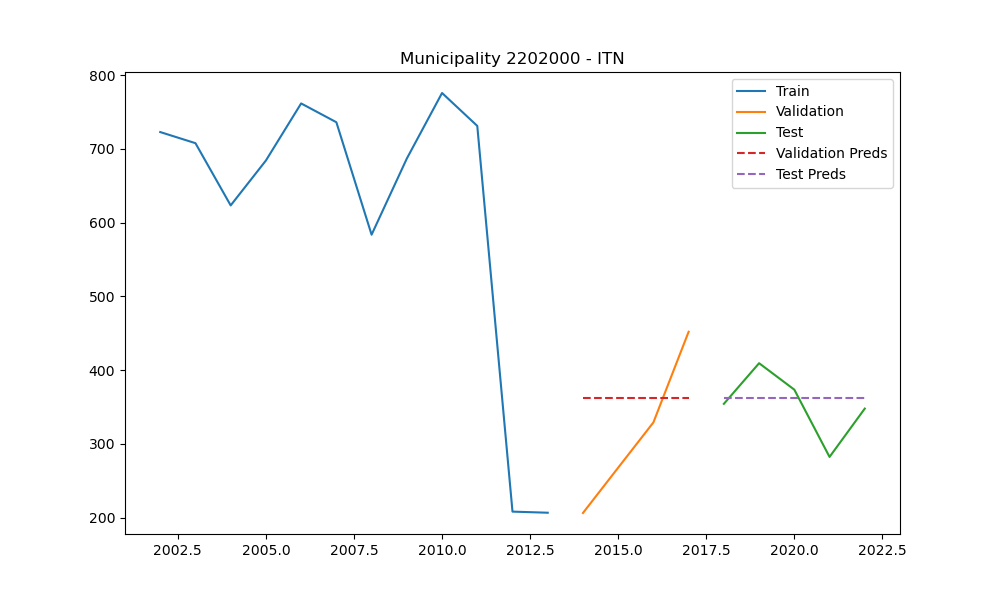 Municipality 2202000 - ITN
800
700
600
500
400
300
200
2002.5 2005.0 2007.5 2010.0 2012.5 2015.0 2017.5 2020.0 2022.5
Train
Validation
Test
Validation Preds
Test Preds